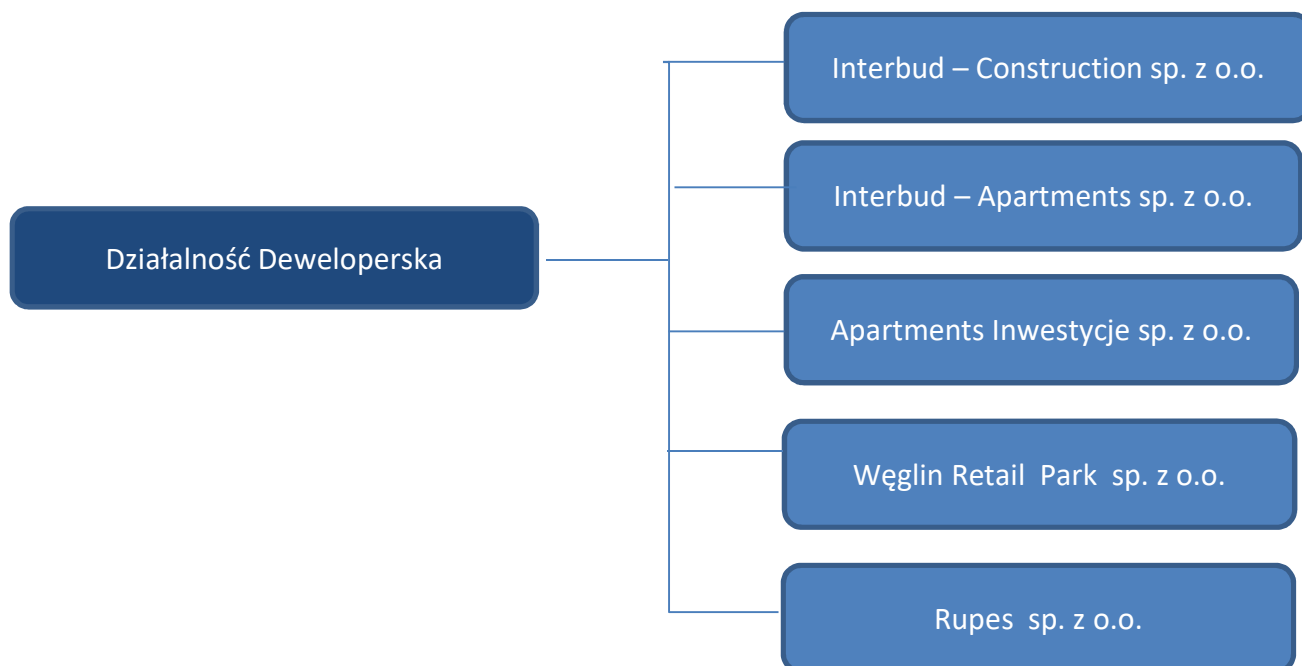 Interbud – Construction sp. z o.o.
Interbud – Apartments sp. z o.o.
Działalność Deweloperska
Apartments Inwestycje sp. z o.o.
Węglin Retail  Park  sp. z o.o.
Rupes  sp. z o.o.